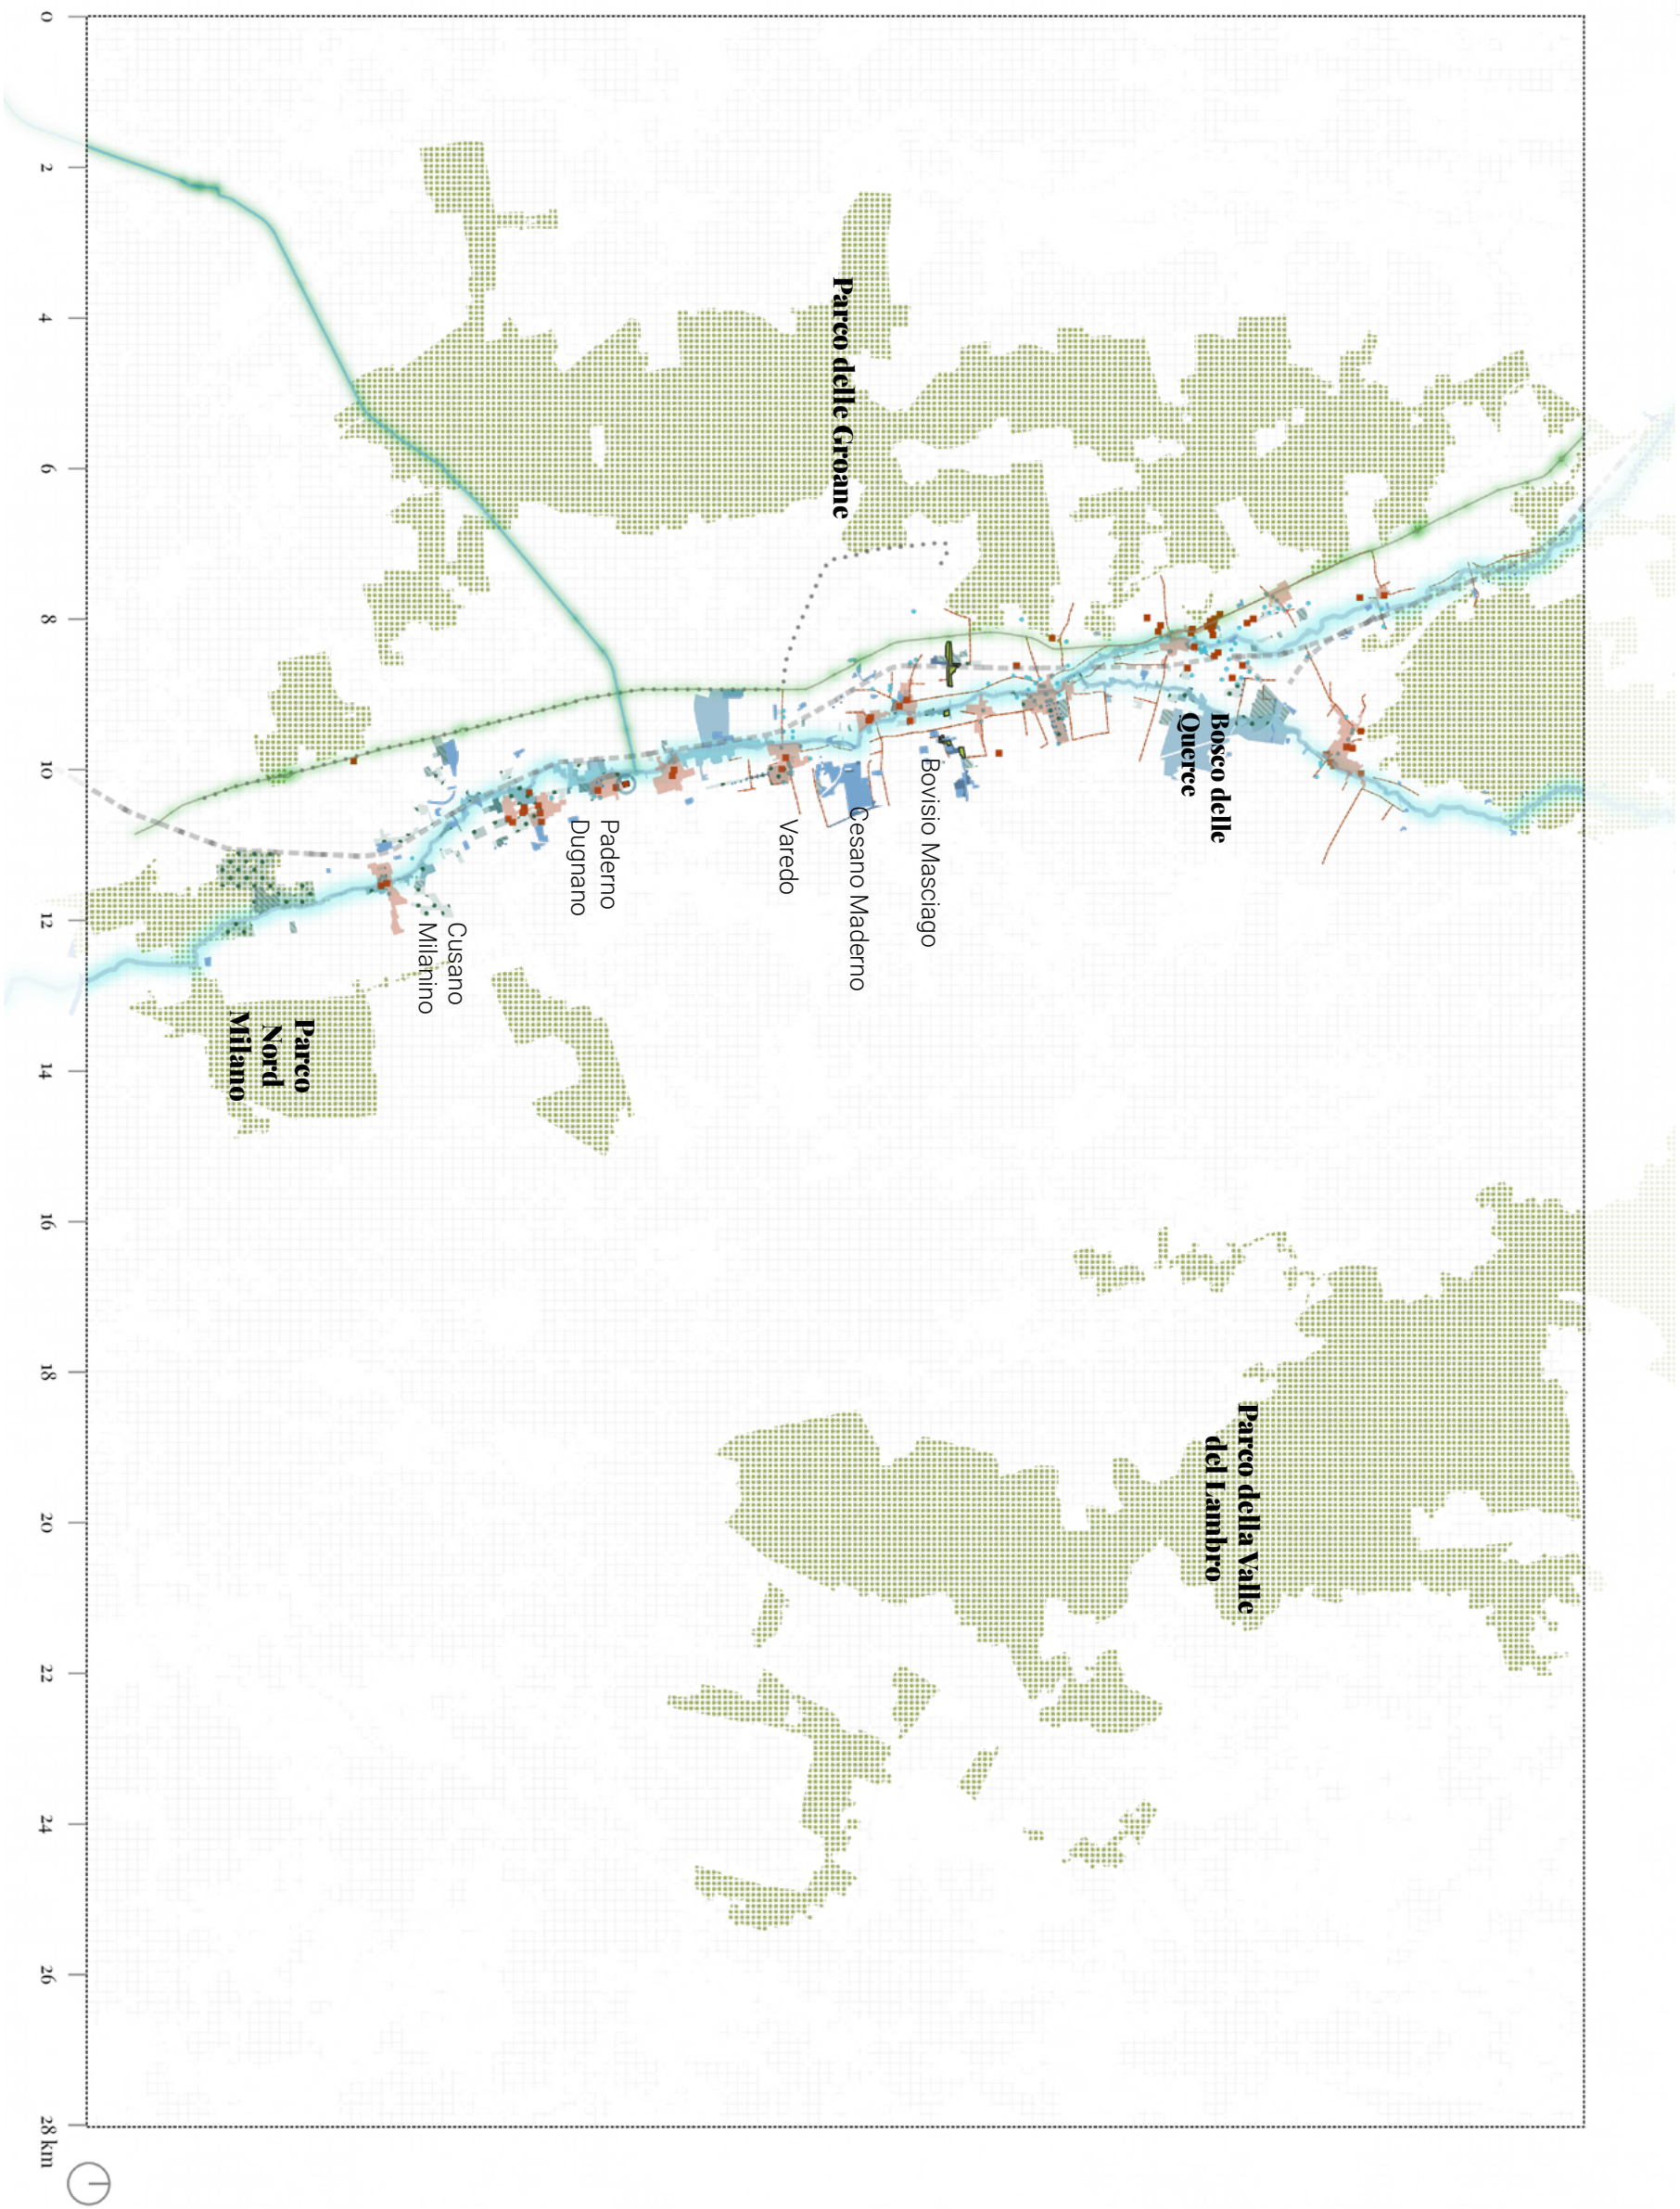 Parco della Valle
del Lambro
Bosco delle
Querce
Bovisio Masciago
Cesano Maderno
Parco delle Groane
Varedo
Paderno
Dugnano
Cusano
Milanino
Parco
Nord
Milano
0 2 4 6 8 10 12 14 16 18 20 22 24 26 28 km